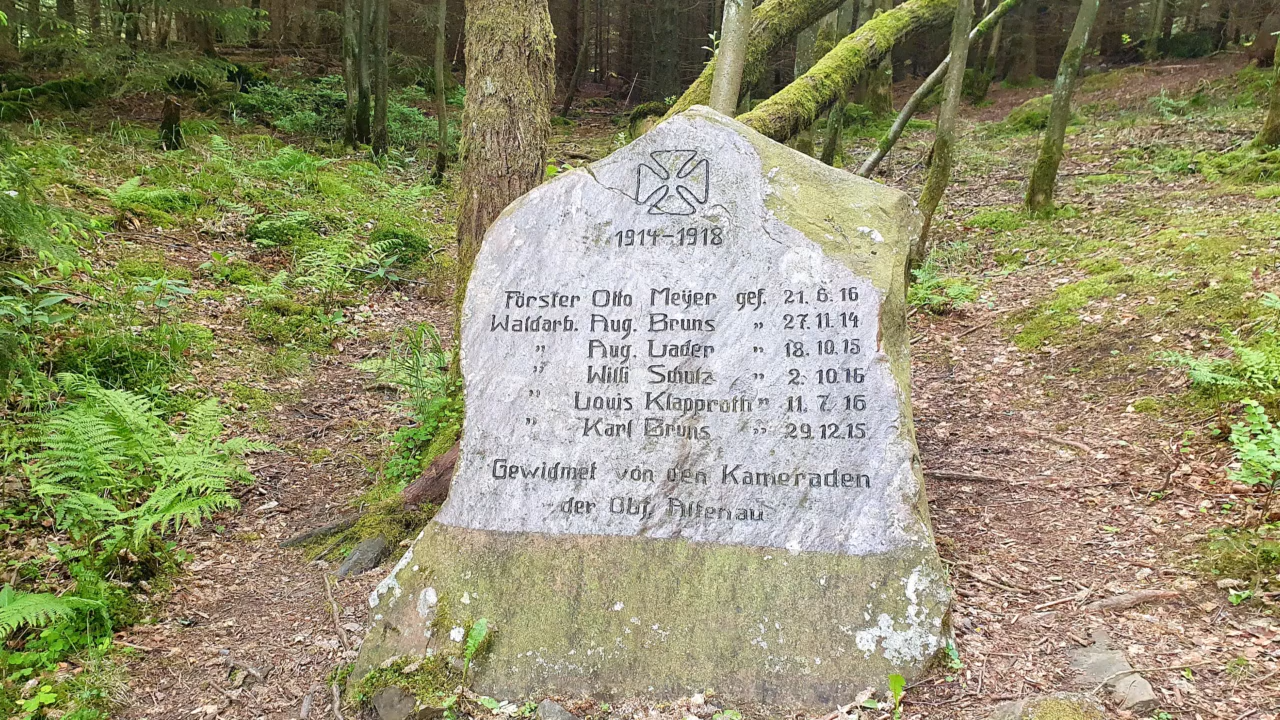 1914-1918
Förster Otto Meÿer gef. 21. 6. 16
Waldarb. Aug. Bruns „ 27. 11. 14
„ Aug. Lader „ 18. 10. 15
„ Willi Schulz „ 2. 10. 16
„ Louis Klapproth „ 11. 7. 16
„ Karl Bruns „ 29. 12. 15
Gewidmet von den Kameraden
der Obf. Altenau